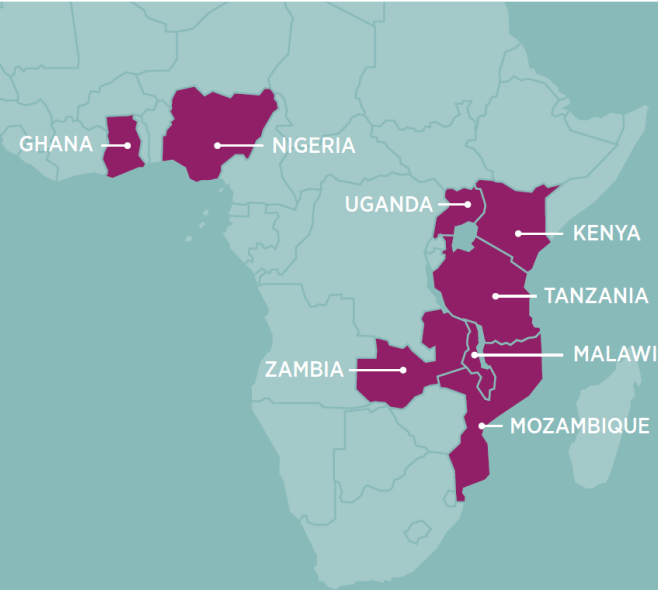 GHANA
NIGERIA
UGANDA
KENYA
TANZANIA
MALAWI
ZAMBIA
MOZAMBIQUE